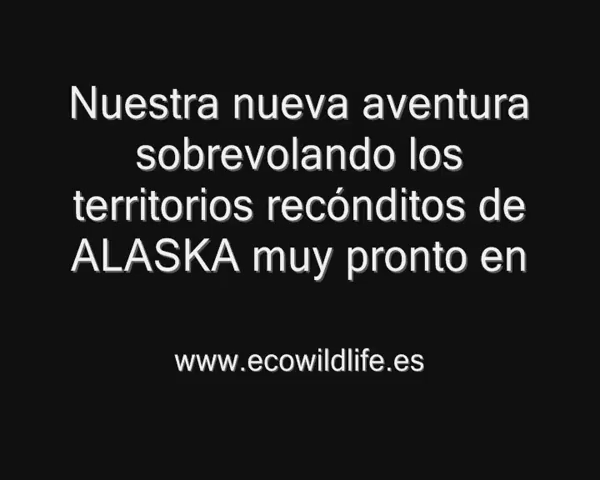 Nuestra nueva aventura
sobrevolando los
territorios recónditos de
ALASKA muy pronto en
www.ecowildlife.es